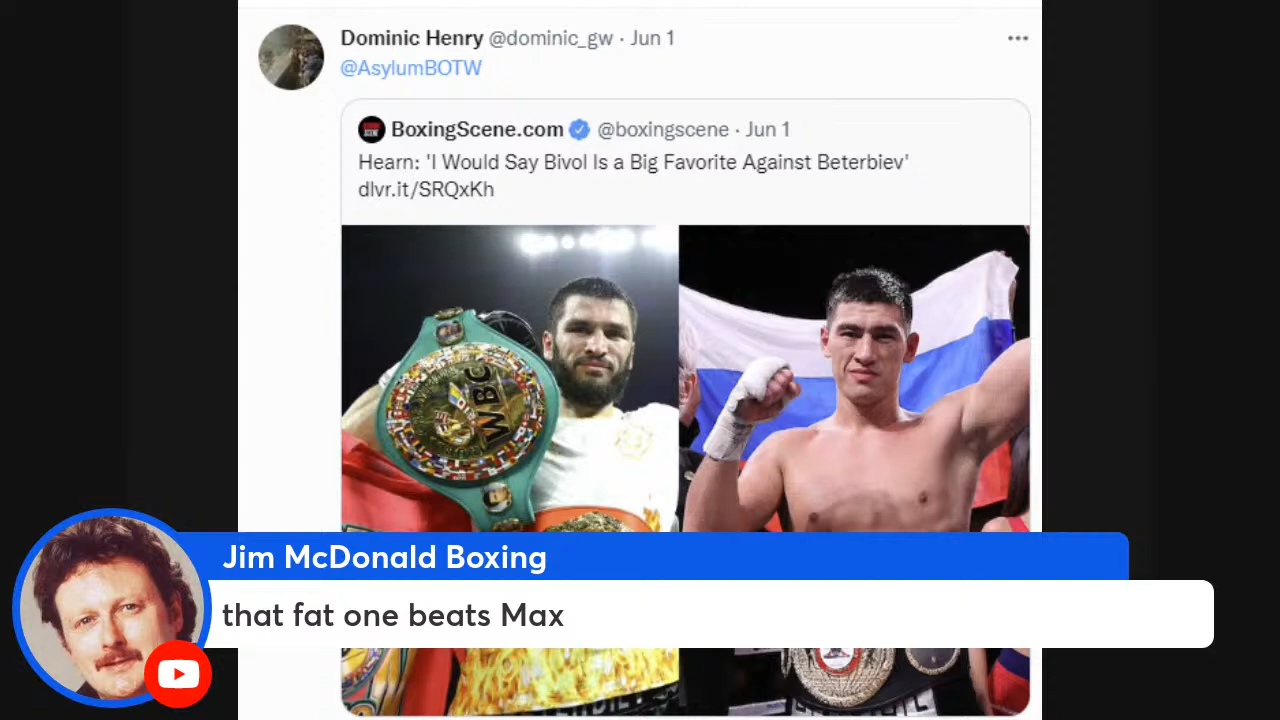 Dominic Henry @dominic_gw · Jun 1
@AsylumBOTW
BoxingScene.com @boxingscene · Jun 1
Hearn: 'I Would Say Bivol Is a Big Favorite Against Beterbiev'
dlvr.it/SRQxKh
WBC
Jim McDonald Boxing
that fat one beats Max